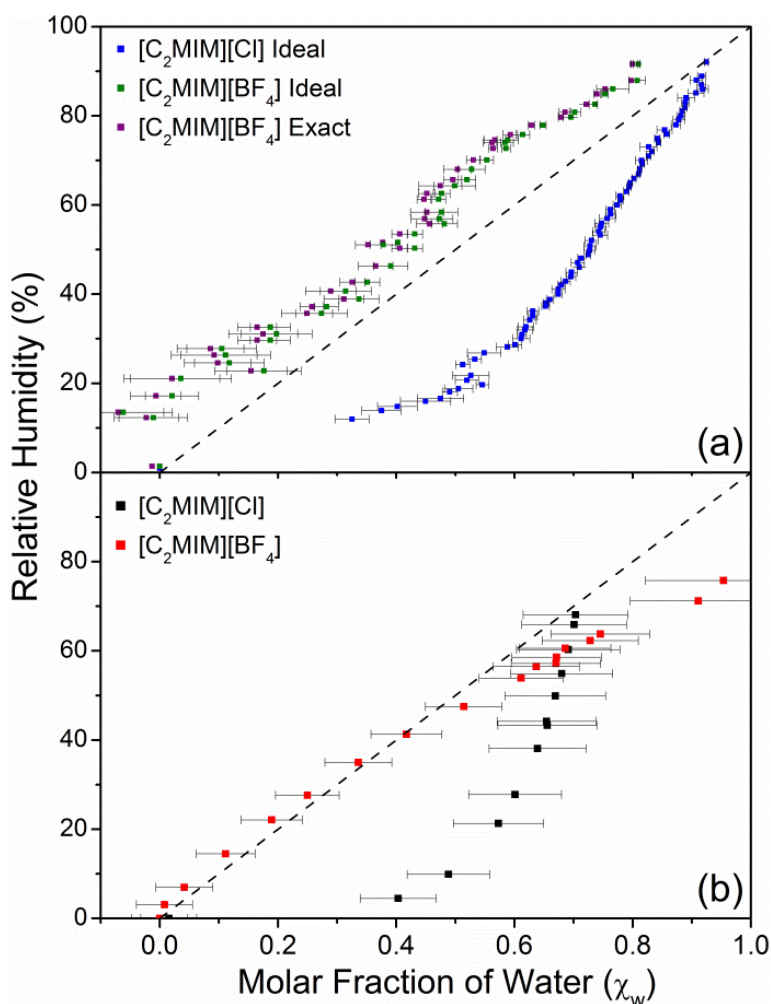 100
[C₂MIM][Cl] Ideal
[C₂MIM][BF₄] Ideal
[C₂MIM][BF₄] Exact
80
60
40
20
0
(a)
Relative Humidity (%)
[C₂MIM][Cl]
[C₂MIM][BF₄]
80
60
40
20
0
(b)
0.0 0.2 0.4 0.6 0.8 1.0
Molar Fraction of Water (χw)